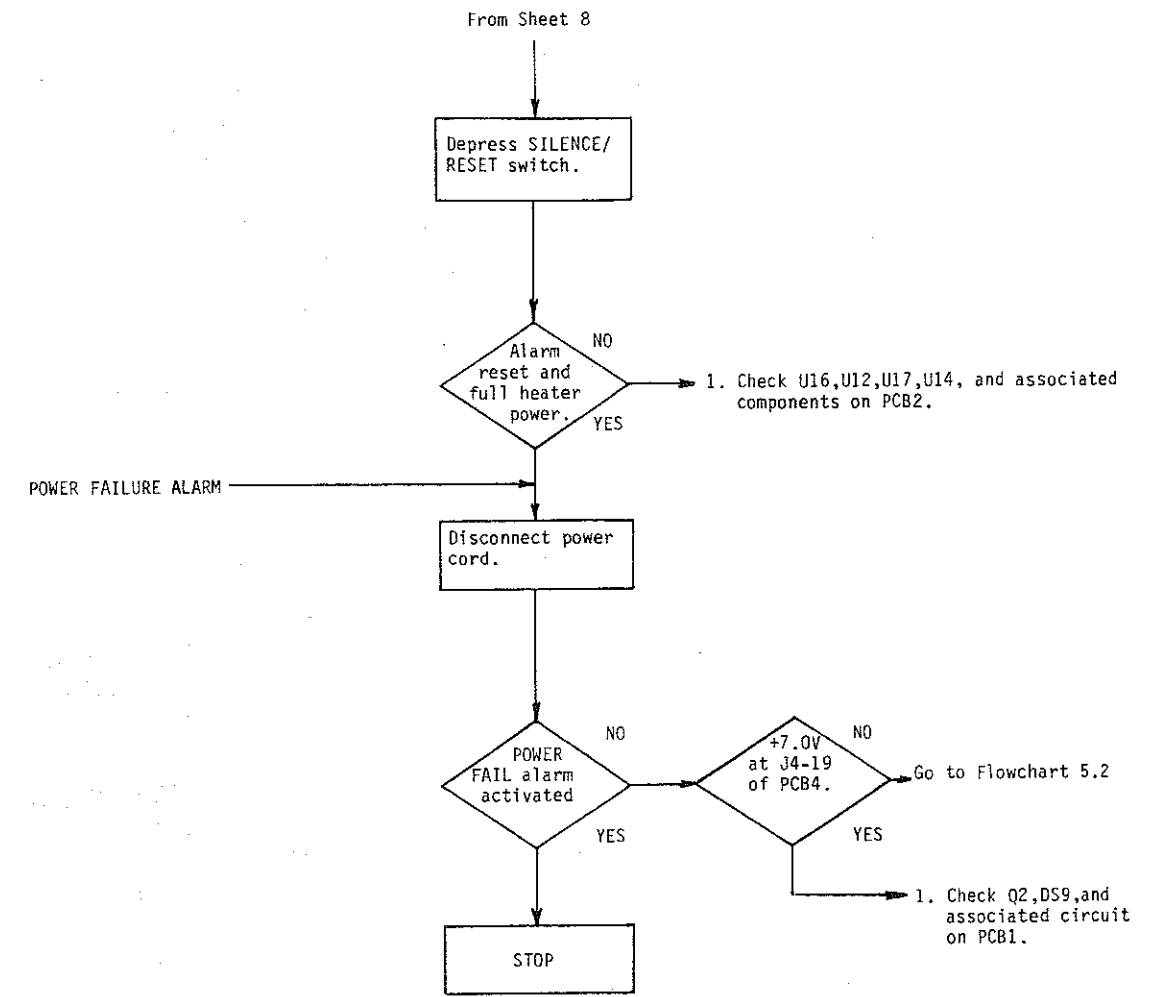 From Sheet 8
Depress SILENCE/
RESET switch.
NO
Alarm
reset and
full heater
power.
YES
1. Check U16,U12,U17,U14, and associated
components on PCB2.
POWER FAILURE ALARM
Disconnect power
cord.
NO
POWER
FAIL alarm
activated
YES
NO
+7.0V
at J4-19
of PCB4.
YES
Go to Flowchart 5.2
1. Check Q2,DS9,and
associated circuit
on PCB1.
STOP